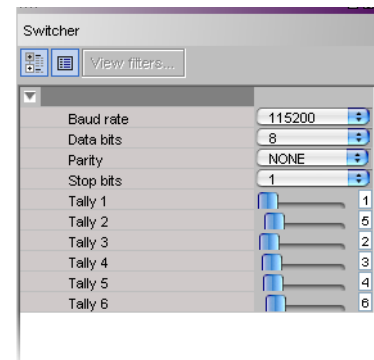 Switcher
View filters...
Baud rate 115200
Data bits 8
Parity NONE
Stop bits 1
Tally 1 1
Tally 2 5
Tally 3 2
Tally 4 3
Tally 5 4
Tally 6 6